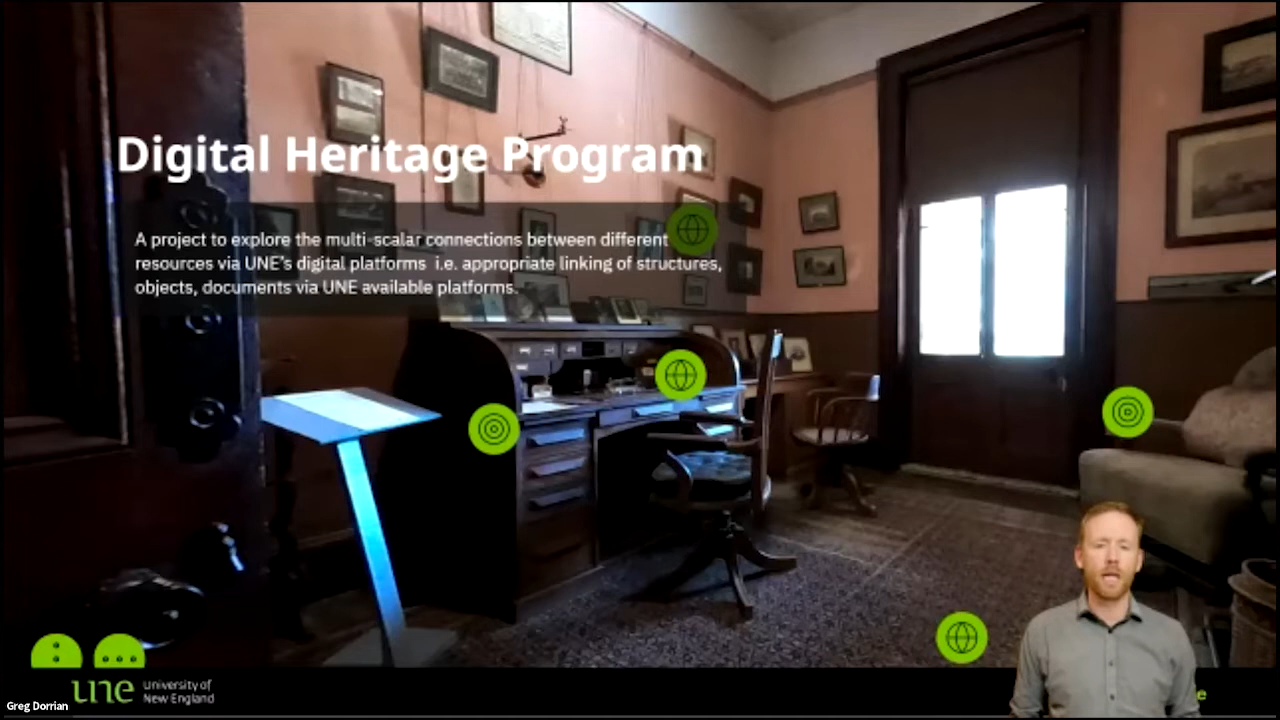 Digital Heritage Program
A project to explore the multi-scalar connections between different
resources via UNE's digital platforms i.e. appropriate linking of structures,
objects, documents via UNE available platforms.
une University of
New England
Greg Dorrian